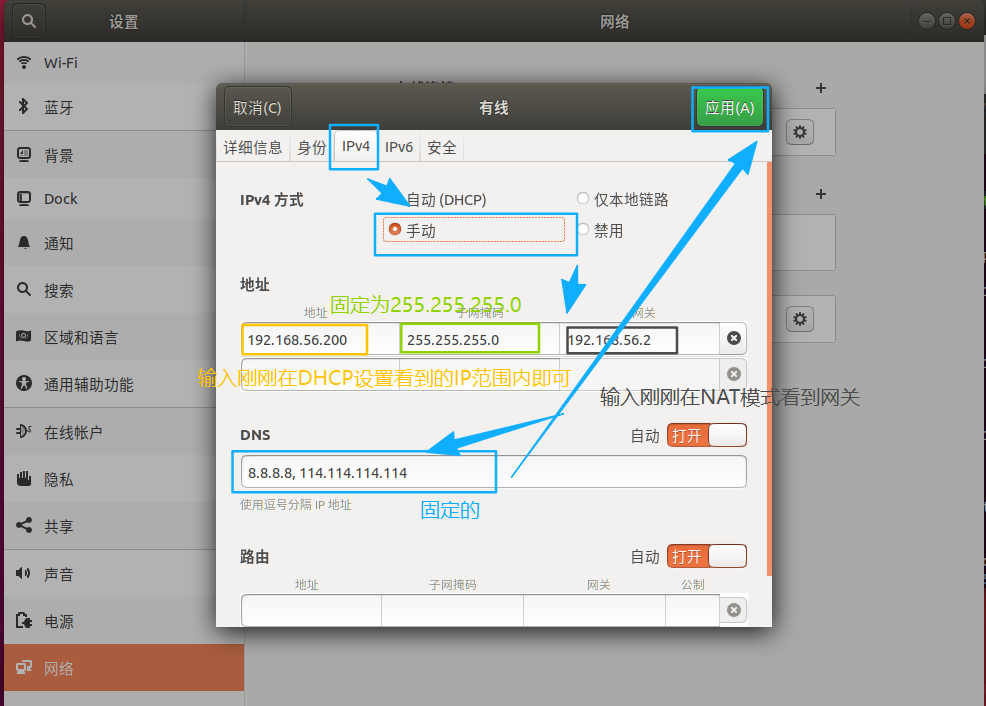 设置
网络
Wi-Fi
蓝牙
背景
Dock
通知
搜索
区域和语言
通用辅助功能
在线帐户
隐私
共享
声音
电源
网络
取消(C)
有线
应用(A)
详细信息
身份
IPv4
IPv6
安全
IPv4 方式
自动 (DHCP)
仅本地链路
手动
禁用
地址
固定为255.255.255.0
地址
子网掩码
网关
192.168.56.200
255.255.255.0
192.168.56.2
输入刚刚在DHCP设置看到的IP范围内即可
输入刚刚在NAT模式看到网关
DNS
自动
打开
8.8.8.8, 114.114.114.114
使用逗号分隔 IP 地址
固定的
路由
自动
打开
地址
子网掩码
网关
公制